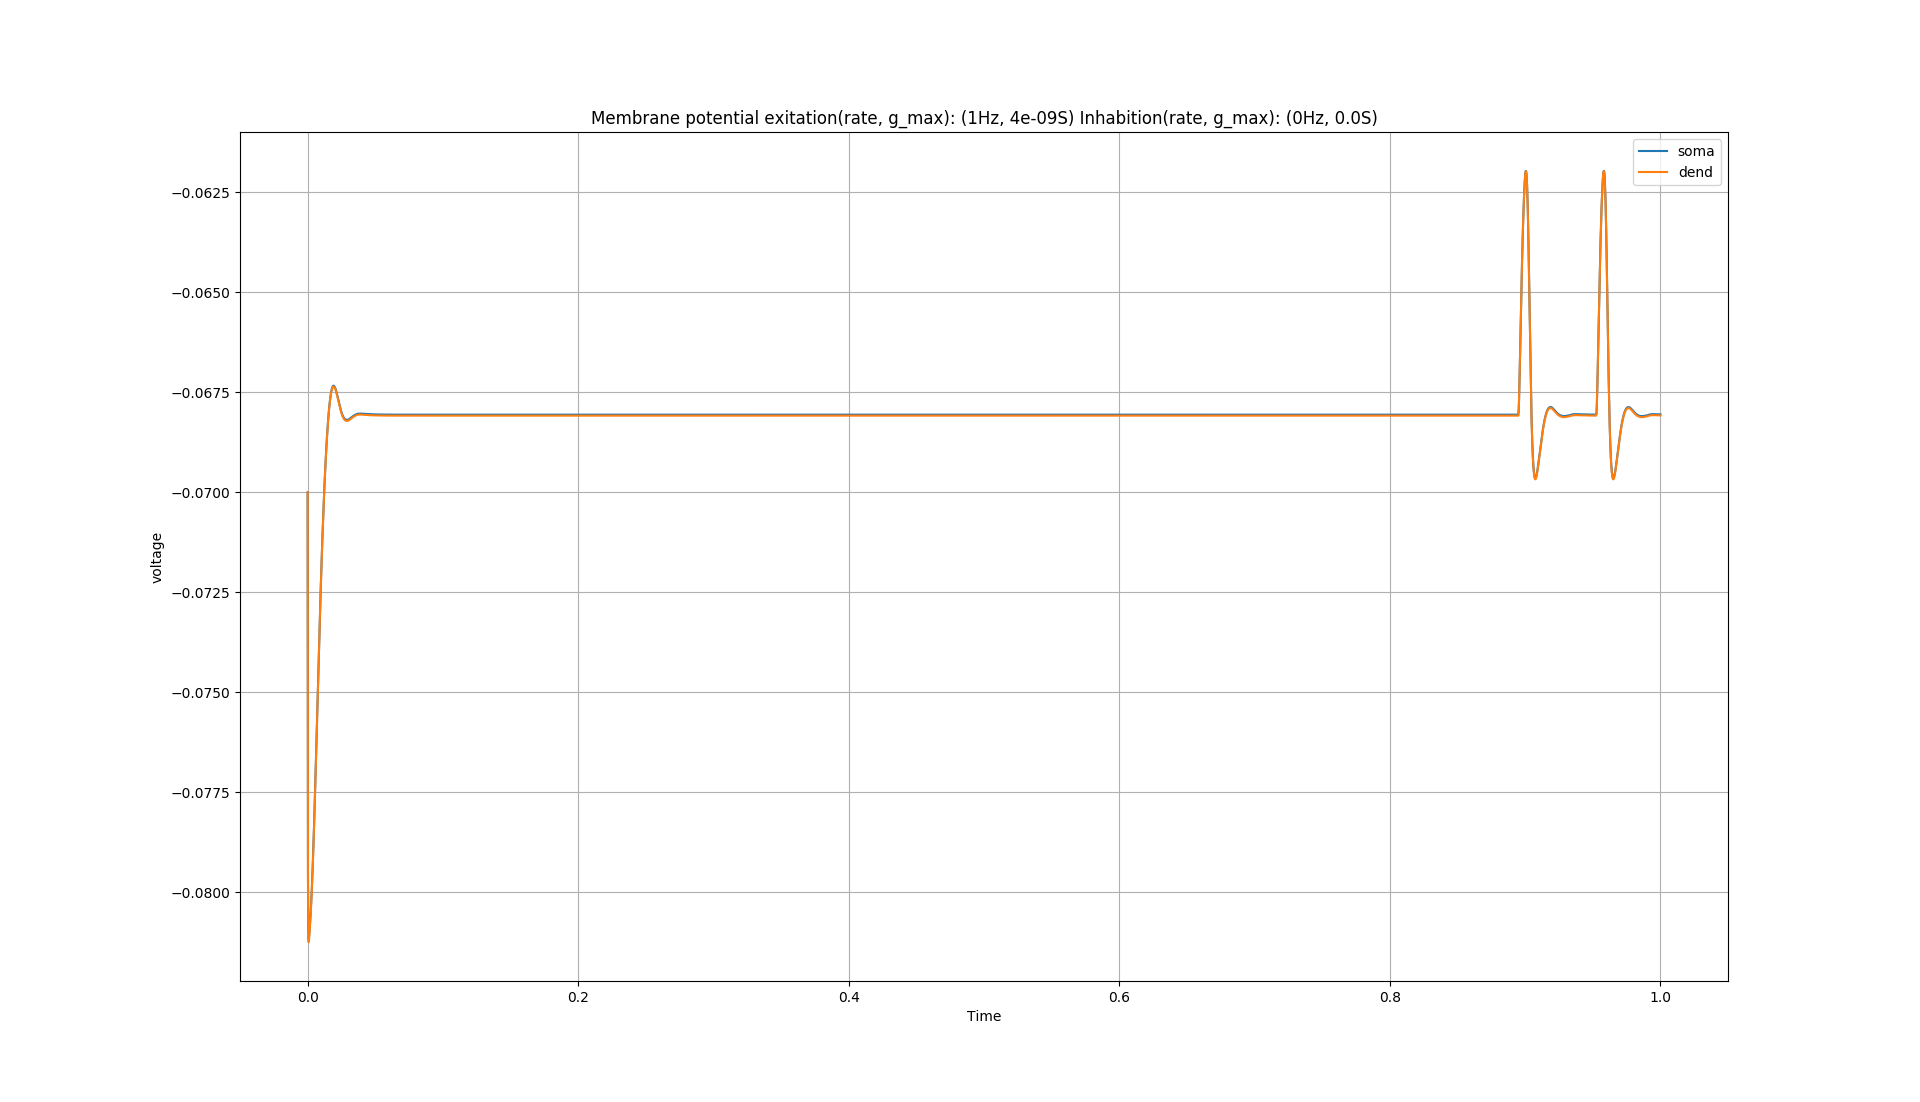 Membrane potential exitation(rate, g_max): (1Hz, 4e-09S) Inhabition(rate, g_max): (0Hz, 0.0S)
soma
dend
−0.0625
−0.0650
−0.0675
−0.0700
−0.0725
−0.0750
−0.0775
−0.0800
voltage
0.0 0.2 0.4 0.6 0.8 1.0
Time